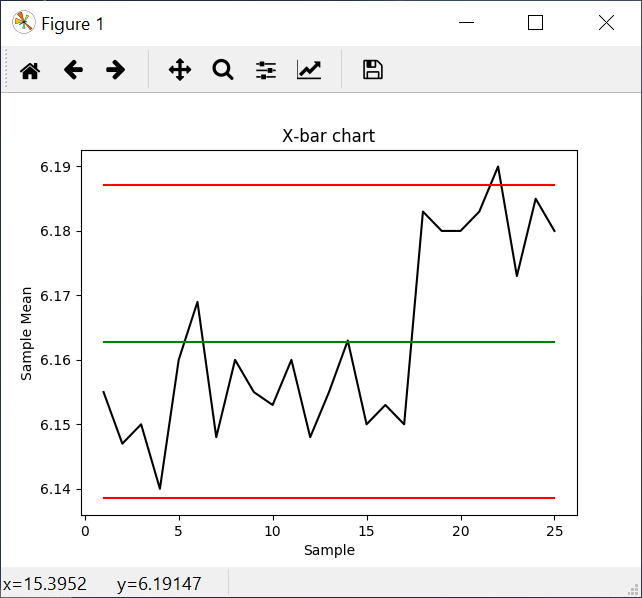 Figure 1
X-bar chart
6.19
6.18
6.17
6.16
6.15
6.14
Sample Mean
0 5 10 15 20 25
Sample
x=15.3952 y=6.19147